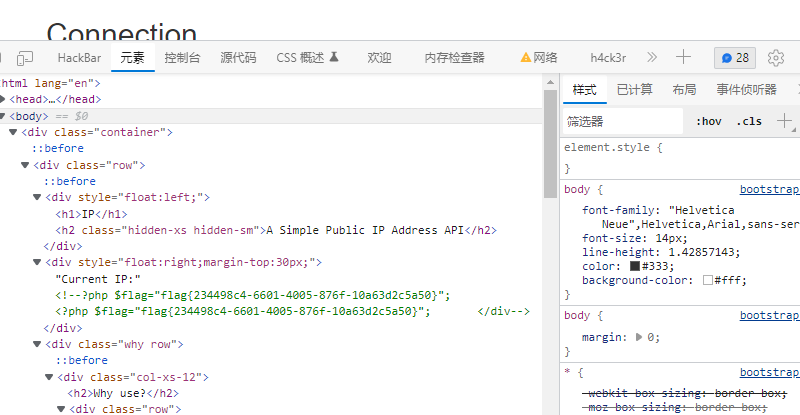 Connection
HackBar 元素 控制台 源代码 CSS 概述 欢迎 内存检查器 网络 h4ck3r 28
html lang="en">
<head>…</head>
<body> == $0
<div class="container">
::before
<div class="row">
::before
<div style="float:left;">
<h1>IP</h1>
<h2 class="hidden-xs hidden-sm">A Simple Public IP Address API</h2>
</div>
<div style="float:right;margin-top:30px;">
"Current IP:"
<!--?php $flag="flag{234498c4-6601-4005-876f-10a63d2c5a50}";
<?php $flag="flag{234498c4-6601-4005-876f-10a63d2c5a50}"; </div-->
</div>
<div class="why row">
::before
<div class="col-xs-12">
<h2>Why use?</h2>
<div class="row">
样式 已计算 布局 事件侦听器
筛选器 :hov .cls
element.style {
}
body { bootstrap
font-family: "Helvetica
Neue",Helvetica,Arial,sans-ser
font-size: 14px;
line-height: 1.42857143;
color: #333;
background-color: #fff;
}
body { bootstrap
margin: 0;
}
* { bootstrap
-webkit-box-sizing: border-box;
-moz-box-sizing: border-box;